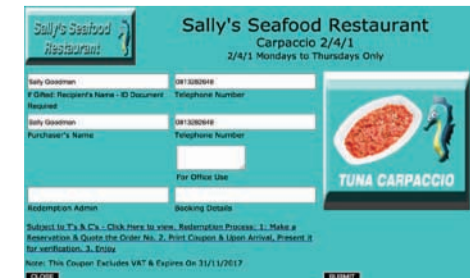 Sally's Seafood
Restaurant
Sally's Seafood Restaurant
Carpaccio 2/4/1
2/4/1 Mondays to
Thursdays Only
Sally Goodman
0813282648
If Gifted: Recipient's Name - ID Document
Required
Telephone Number
Sally Goodman
0813282648
Purchaser's Name
Telephone Number
For Office Use
TUNA CARPACCIO
Redemption Admin
Booking Details
Subject to T's & C's - Click Here to view. Redemption Process: 1: Make a
Reservation & Quote the Order No. 2. Print Coupon & Upon Arrival, Present it
for verification. 3. Enjoy
Note: This Coupon Excludes VAT & Expires On 31/11/2017
CLOSE
SUBMIT